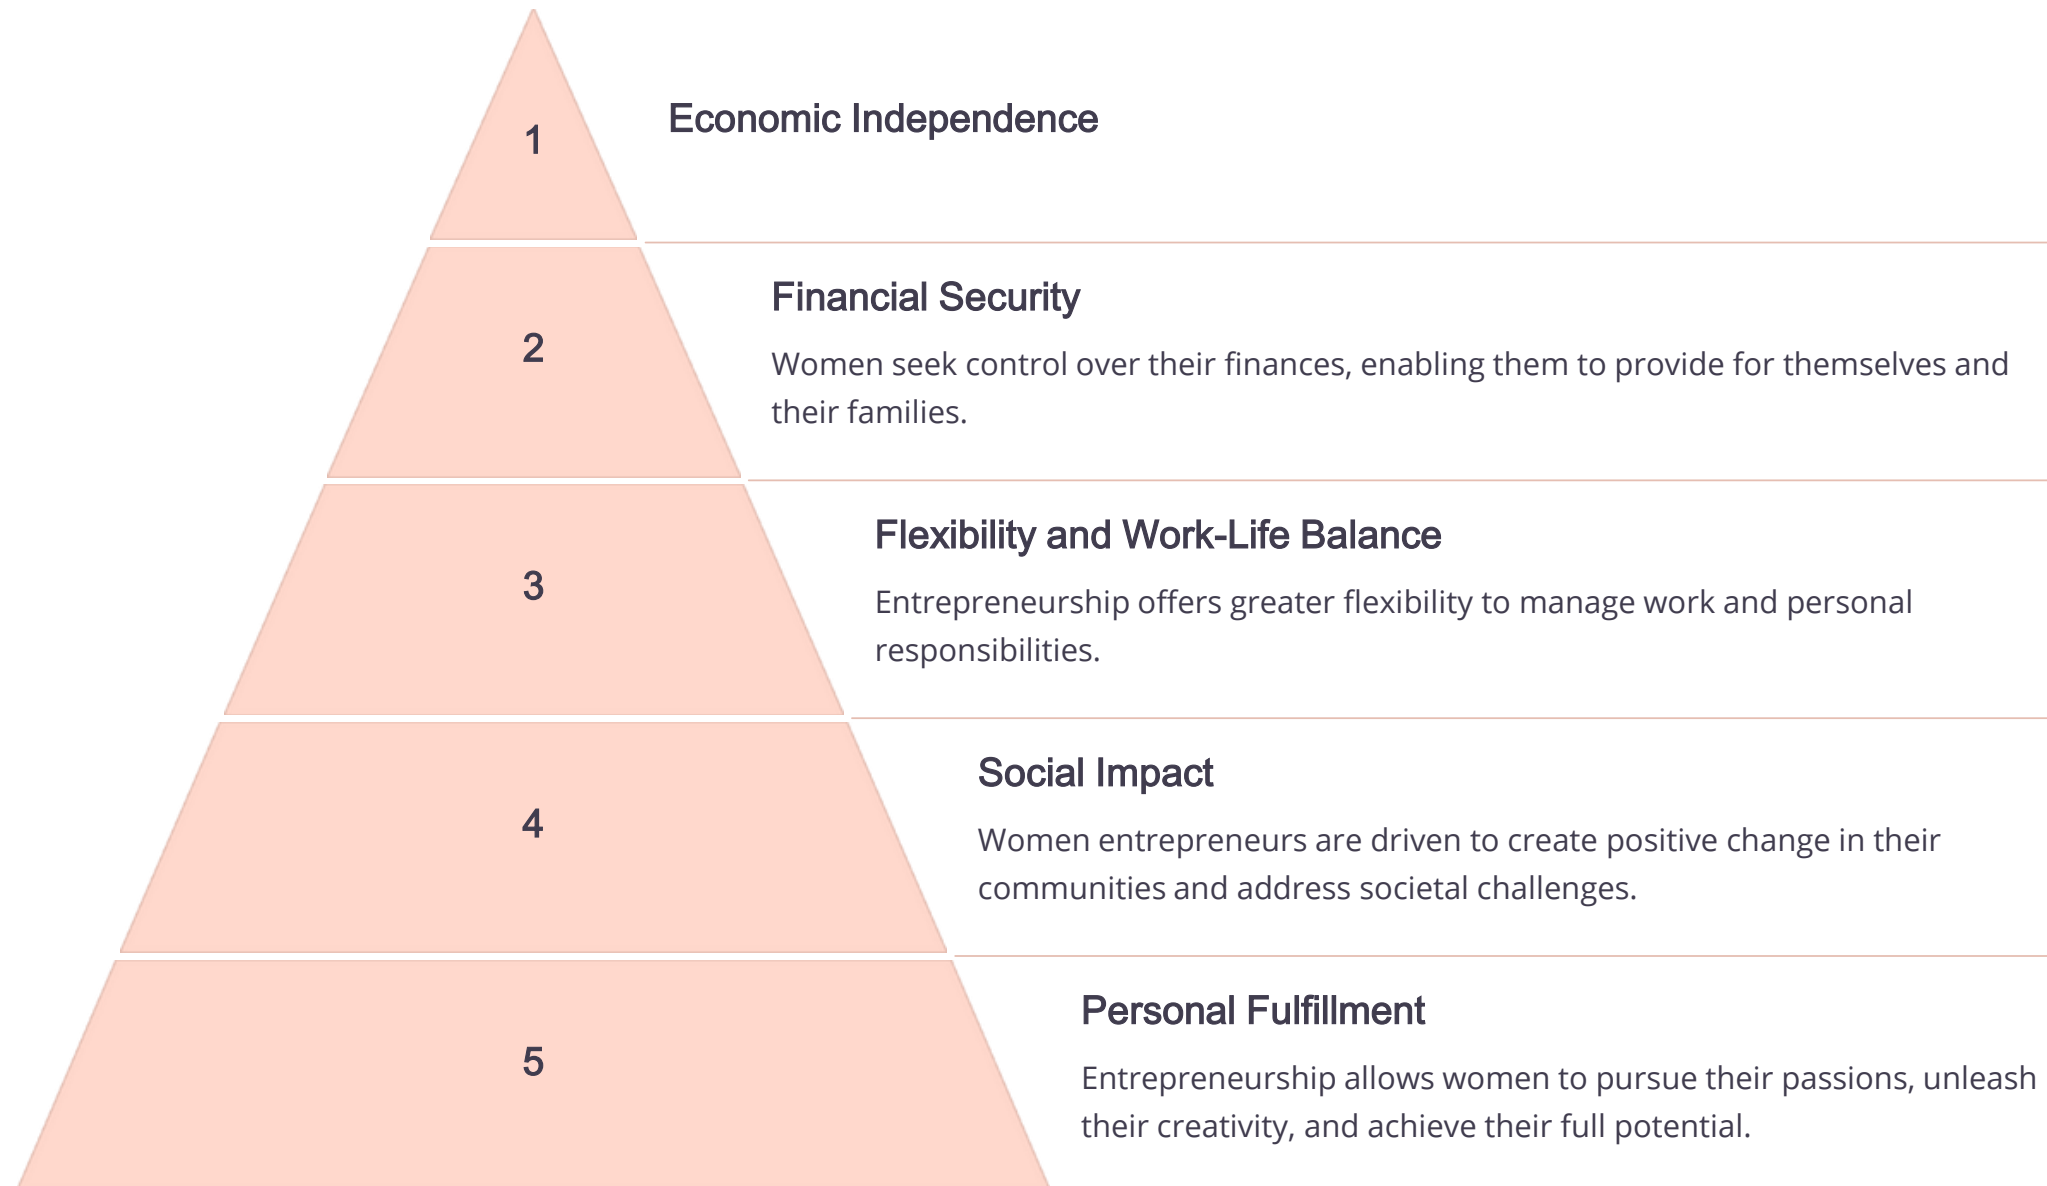 1
Economic Independence
2
Financial Security
Women seek control over their finances, enabling them to provide for themselves and
their families.
3
Flexibility and Work-Life Balance
Entrepreneurship offers greater flexibility to manage work and personal
responsibilities.
4
Social Impact
Women entrepreneurs are driven to create positive change in their
communities and address societal challenges.
5
Personal Fulfillment
Entrepreneurship allows women to pursue their passions, unleash
their creativity, and achieve their full potential.